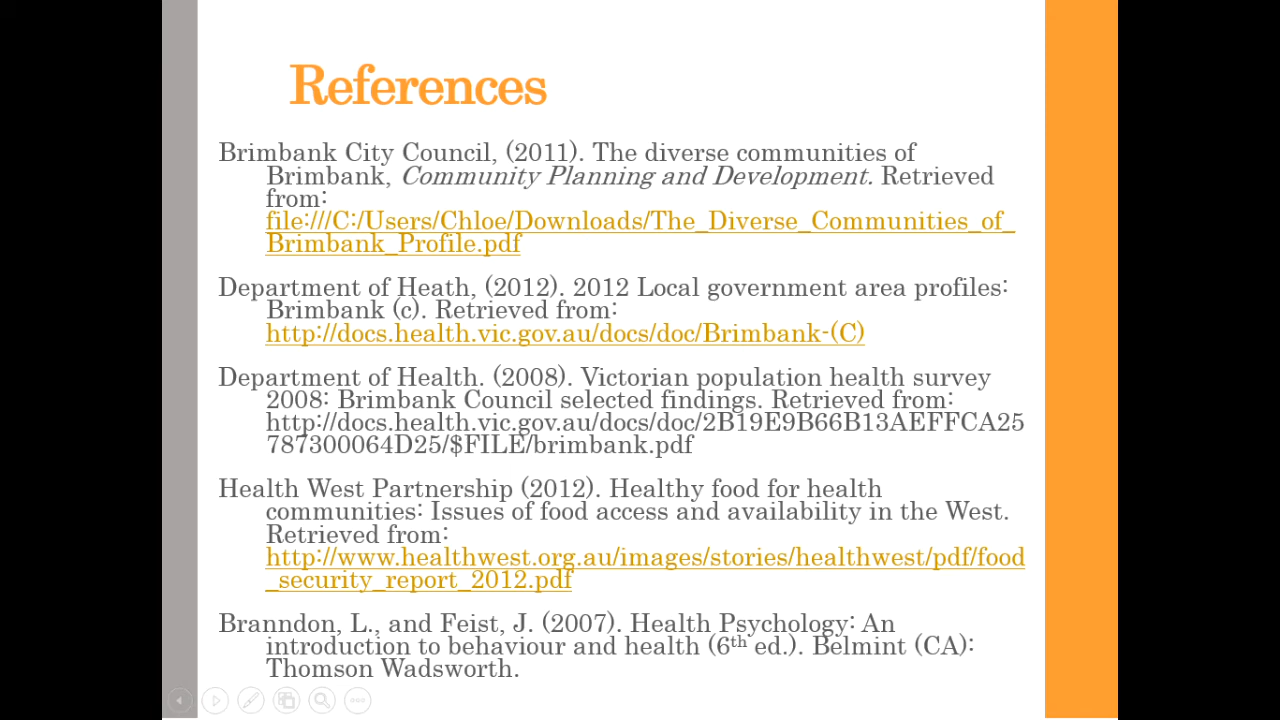 References
Brimbank City Council, (2011). The diverse communities of
Brimbank, Community Planning and Development. Retrieved
from:
file:///C:/Users/Chloe/Downloads/The_Diverse_Communities_of_
Brimbank_Profile.pdf
Department of Heath, (2012). 2012 Local government area profiles:
Brimbank (c). Retrieved from:
http://docs.health.vic.gov.au/docs/doc/Brimbank-(C)
Department of Health. (2008). Victorian population health survey
2008: Brimbank Council selected findings. Retrieved from:
http://docs.health.vic.gov.au/docs/doc/2B19E9B66B13AEFFCA25
787300064D25/$FILE/brimbank.pdf
Health West Partnership (2012). Healthy food for health
communities: Issues of food access and availability in the West.
Retrieved from:
http://www.healthwest.org.au/images/stories/healthwest/pdf/food
_security_report_2012.pdf
Branndon, L., and Feist, J. (2007). Health Psychology: An
introduction to behaviour and health (6th ed.). Belmint (CA):
Thomson Wadsworth.